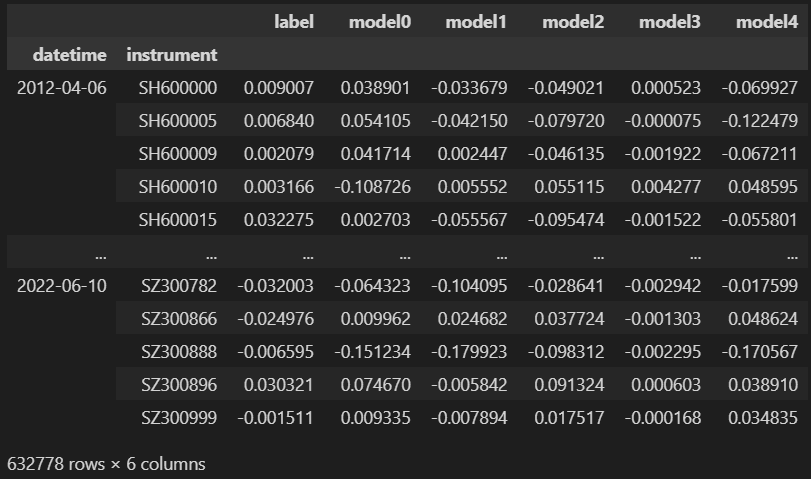 label model0 model1 model2 model3 model4
datetime instrument
2012-04-06 SH600000 0.009007 0.038901 -0.033679 -0.049021 0.000523 -0.069927
SH600005 0.006840 0.054105 -0.042150 -0.079720 -0.000075 -0.122479
SH600009 0.002079 0.041714 0.002447 -0.046135 -0.001922 -0.067211
SH600010 0.003166 -0.108726 0.005552 0.055115 0.004277 0.048595
SH600015 0.032275 0.002703 -0.055567 -0.095474 -0.001522 -0.055801
... ... ... ... ... ... ... ...
2022-06-10 SZ300782 -0.032003 -0.064323 -0.104095 -0.028641 -0.002942 -0.017599
SZ300866 -0.024976 0.009962 0.024682 0.037724 -0.001303 0.048624
SZ300888 -0.006595 -0.151234 -0.179923 -0.098312 -0.002295 -0.170567
SZ300896 0.030321 0.074670 -0.005842 0.091324 0.000603 0.038910
SZ300999 -0.001511 0.009335 -0.007894 0.017517 -0.000168 0.034835
632778 rows × 6 columns